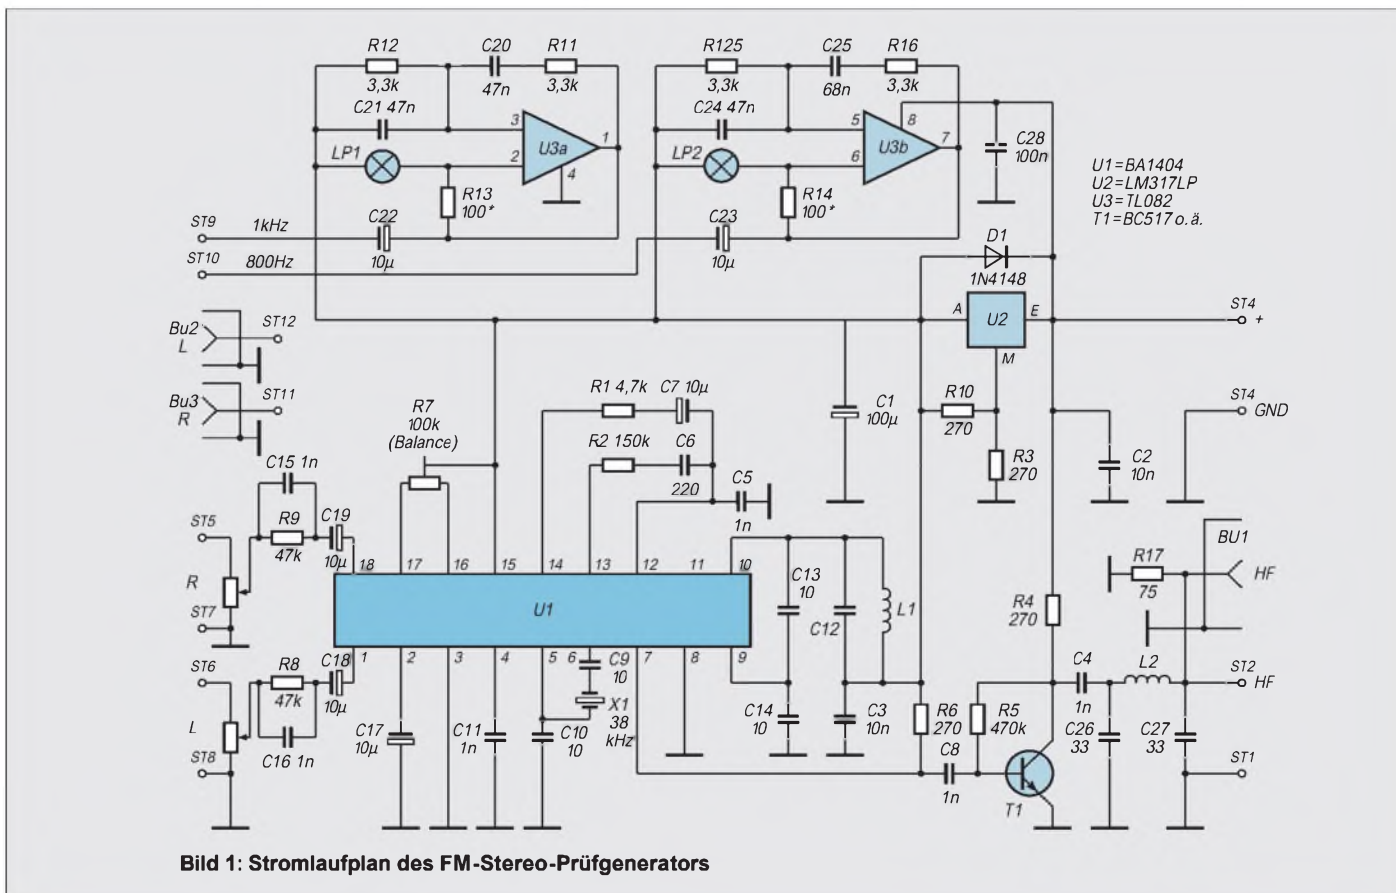 R12 C20 R11 R125 C25 R16
3,3k 47n 3,3k 3,3k 68n 3,3k
C21 47n C24 47n
3 1 5 8 7
U3a U3b C28
100n
LP1 2 4 LP2 6
U1=BA1404
U2=LM317LP
U3=TL082
T1=BC517 o.ä.
R13
100*
R14
100*
ST9 1kHz C22 C23
10µ 10µ
ST10 800Hz
D1
1N4148
A U2 E
M
ST4
+
Bu2
L
ST12
Bu3
R
ST11
R1 4,7k C7 10µ
R7
100k
(Balance)
R2 150k C6
220
C5
1n
C1
100µ
R10
270
R3
270
C2
10n
ST4
GND
C15 1n
R9
47k
C19
10µ
ST5
R
ST7
18 17 16 15 14 13 12 11 10
U1
1 2 3 4 5 6 7 8 9
C13
10
C12
L1
R4
270
R17
75
BU1
HF
ST6
L
ST8
R8
47k
C18
10µ
C16 1n
C17
10µ
C11
1n
C10
10
C9
10
X1
38
kHz
C14
10
C3
10n
R6
270
C8
1n
R5
470k
T1
C4
1n
L2
C26
33
C27
33
ST2
HF
ST1
Bild 1: Stromlaufplan des FM-Stereo-Prüfgenerators